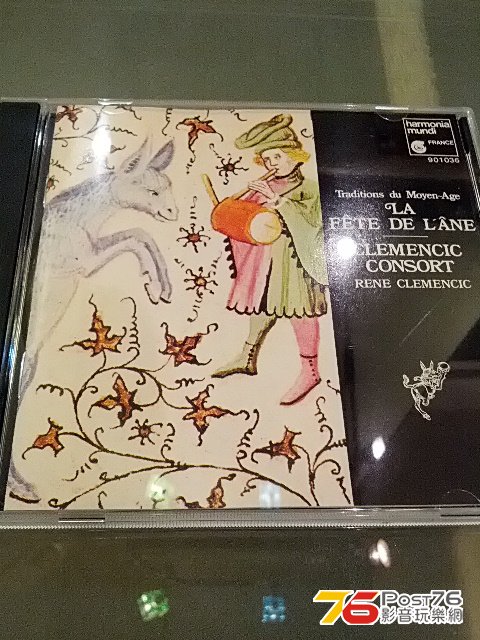 harmonia
mundi
FRANCE
901036
Traditions du Moyen-Age
LA
FÊTE DE L'ÂNE
CLEMENCIC
CONSORT
RENE CLEMENCIC
76 Post76
影音玩樂網